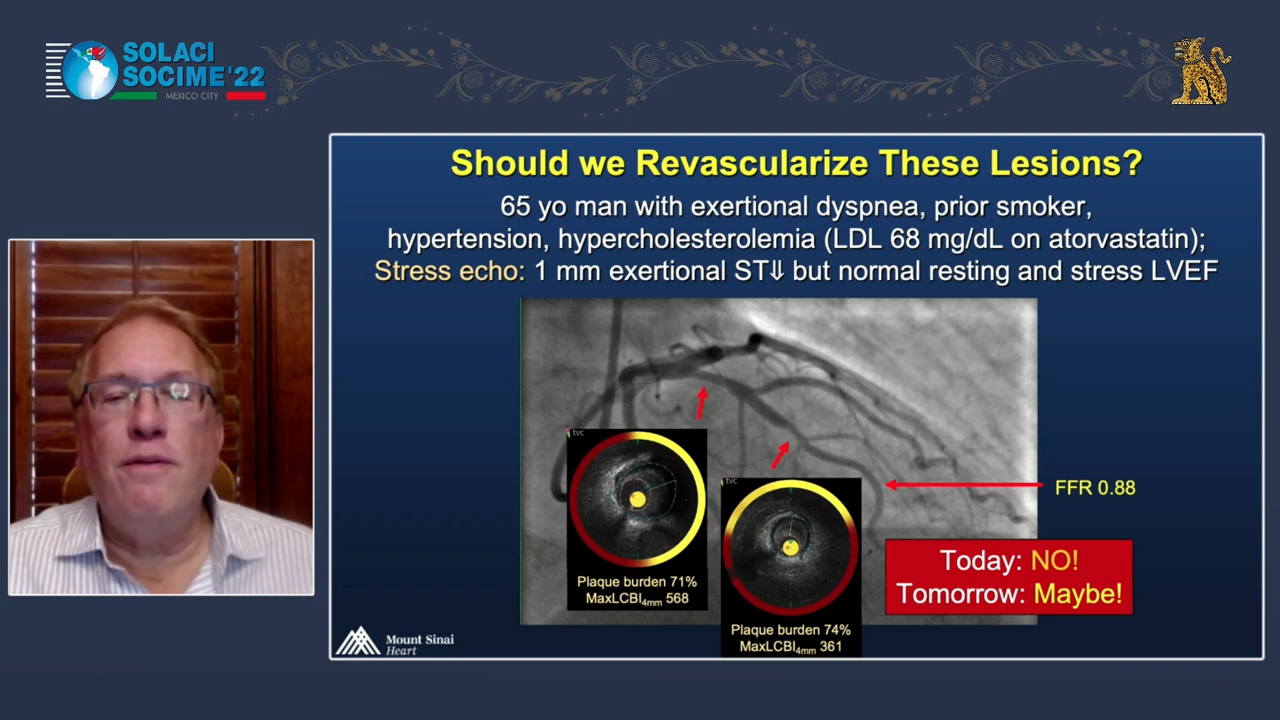 SOLACI
SOCIME'22
MEXICO CITY
Should we Revascularize These Lesions?
65 yo man with exertional dyspnea, prior smoker,
hypertension, hypercholesterolemia (LDL 68 mg/dL on atorvastatin);
Stress echo: 1 mm exertional ST⇓ but normal resting and stress LVEF
tvc
Plaque burden 71%
MaxLCBI4mm 568
tvc
Plaque burden 74%
MaxLCBI4mm 361
FFR 0.88
Today: NO!
Tomorrow: Maybe!
Mount Sinai
Heart